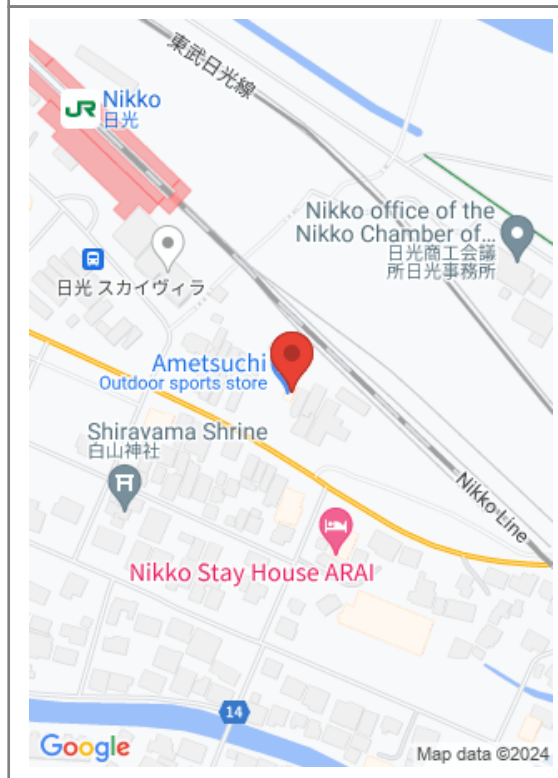 東武日光線
JR
Nikko
日光
Nikko office of the
Nikko Chamber of...
日光商工会議
所日光事務所
日光 スカイヴィラ
Ametsuchi
Outdoor sports store
Shirayama Shrine
白山神社
Nikko Line
Nikko Stay House ARAI
14
Google
Map data ©2024